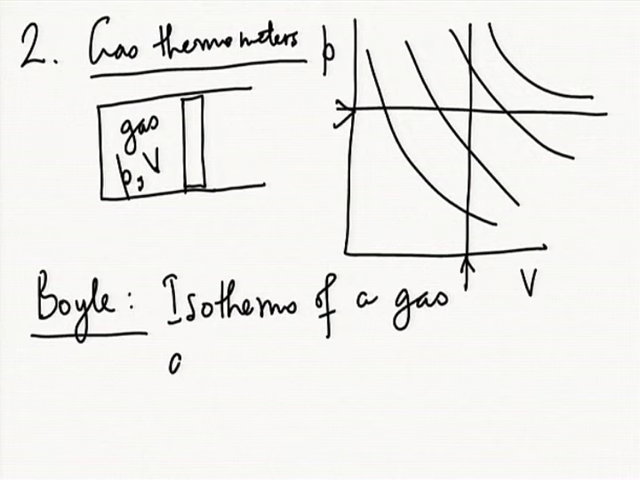 2. Gas thermometers
p
gas
p, V
V
Boyle: Isotherms of a gas
a